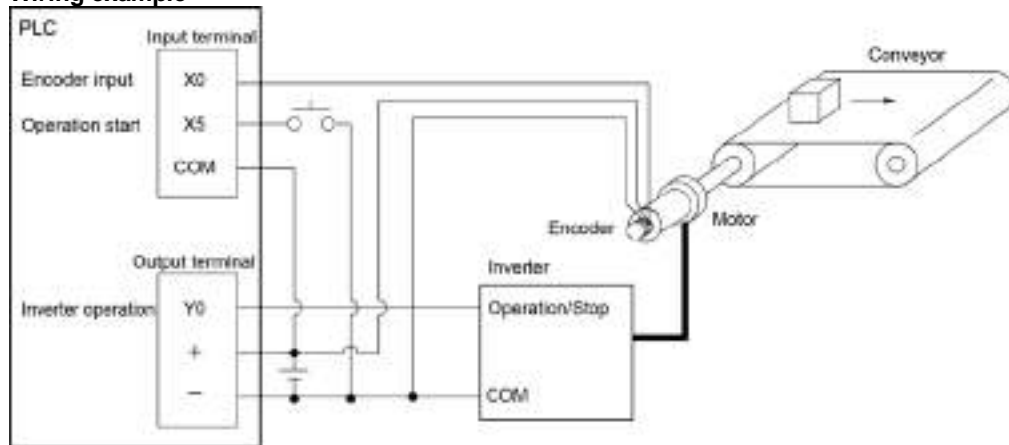 Wiring example
PLC
Input terminal
Encoder input X0
Operation start X5
COM
Conveyor
Encoder
Motor
Output terminal
Inverter
Inverter operation Y0
Operation/Stop
+
−
COM